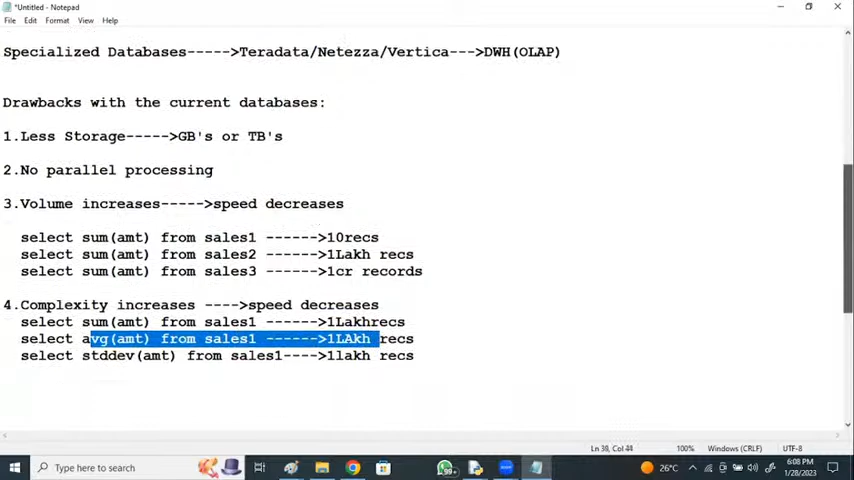 *Untitled - Notepad
File Edit Format View Help
Specialized Databases----->Teradata/Netezza/Vertica--->DWH(OLAP)
Drawbacks with the current databases:
1.Less Storage----->GB's or TB's
2.No parallel processing
3.Volume increases----->speed decreases
select sum(amt) from sales1 ------>10recs
select sum(amt) from sales2 ------>1Lakh recs
select sum(amt) from sales3 ------>1cr records
4.Complexity increases ---->speed decreases
select sum(amt) from sales1 ------>1Lakhrecs
select avg(amt) from sales1 ------>1LAkh recs
select stddev(amt) from sales1---->1lakh recs
100% Windows (CRLF) UTF-8
Type here to search 99+ 26°C 6:08 PM
1/28/2023